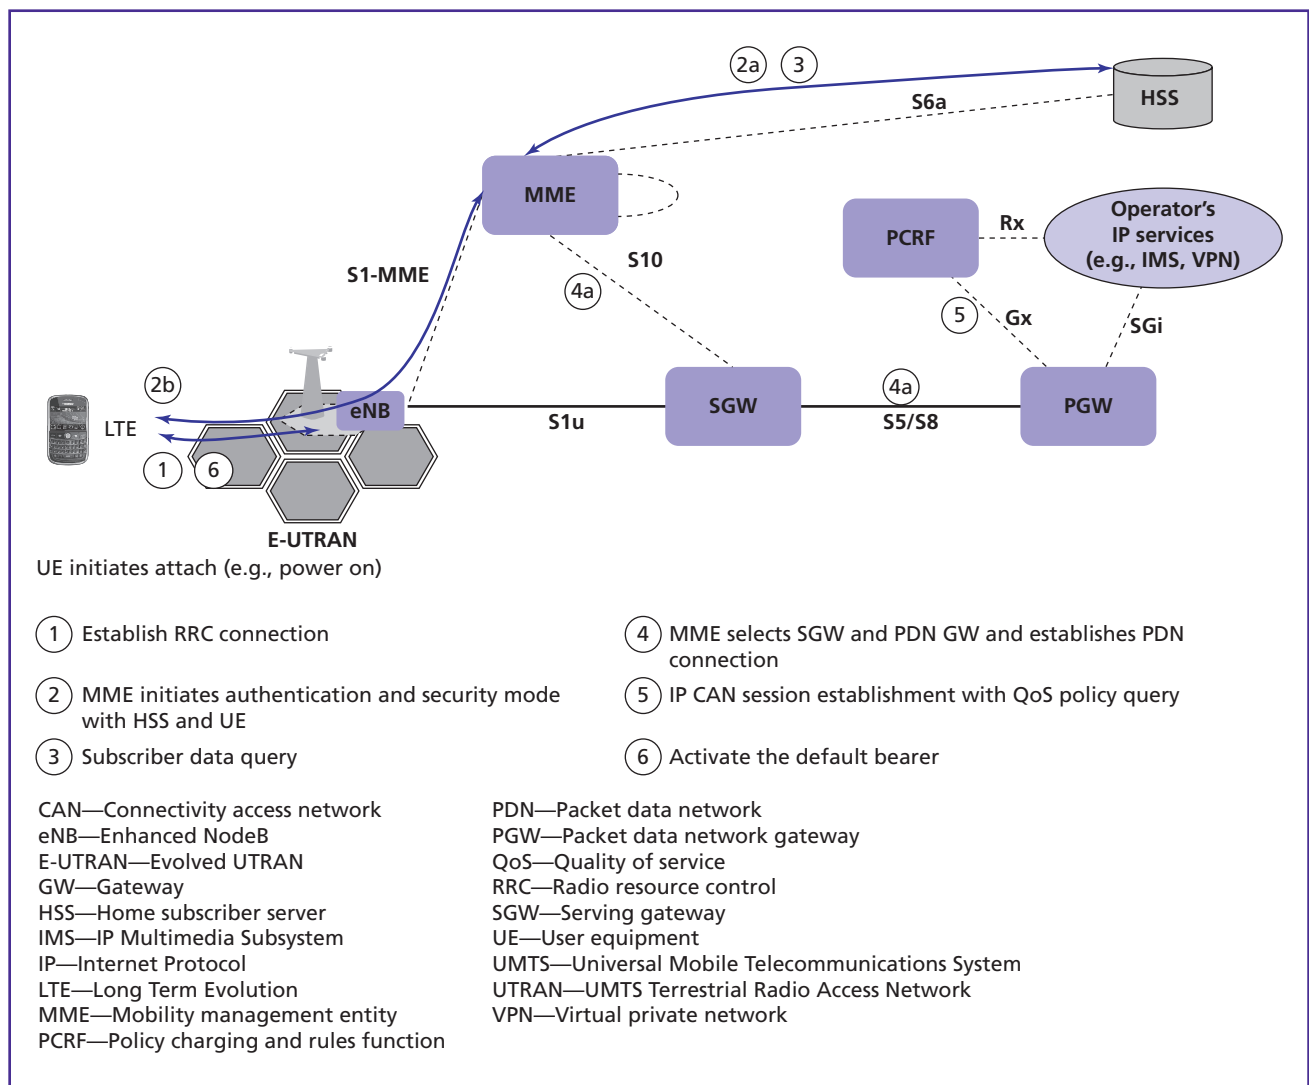 2a
3
HSS
S6a
MME
Operator's
IP services
(e.g., IMS, VPN)
PCRF
Rx
S10
S1-MME
4a
5
Gx
SGi
2b
4a
eNB
SGW
PGW
LTE
S1u
S5/S8
1
6
E-UTRAN
UE initiates attach (e.g., power on)
1 Establish RRC connection
2 MME initiates authentication and security mode
with HSS and UE
3 Subscriber data query
4 MME selects SGW and PDN GW and establishes PDN
connection
5 IP CAN session establishment with QoS policy query
6 Activate the default bearer
CAN—Connectivity access network
eNB—Enhanced NodeB
E-UTRAN—Evolved UTRAN
GW—Gateway
HSS—Home subscriber server
IMS—IP Multimedia Subsystem
IP—Internet Protocol
LTE—Long Term Evolution
MME—Mobility management entity
PCRF—Policy charging and rules function
PDN—Packet data network
PGW—Packet data network gateway
QoS—Quality of service
RRC—Radio resource control
SGW—Serving gateway
UE—User equipment
UMTS—Universal Mobile Telecommunications System
UTRAN—UMTS Terrestrial Radio Access Network
VPN—Virtual private network